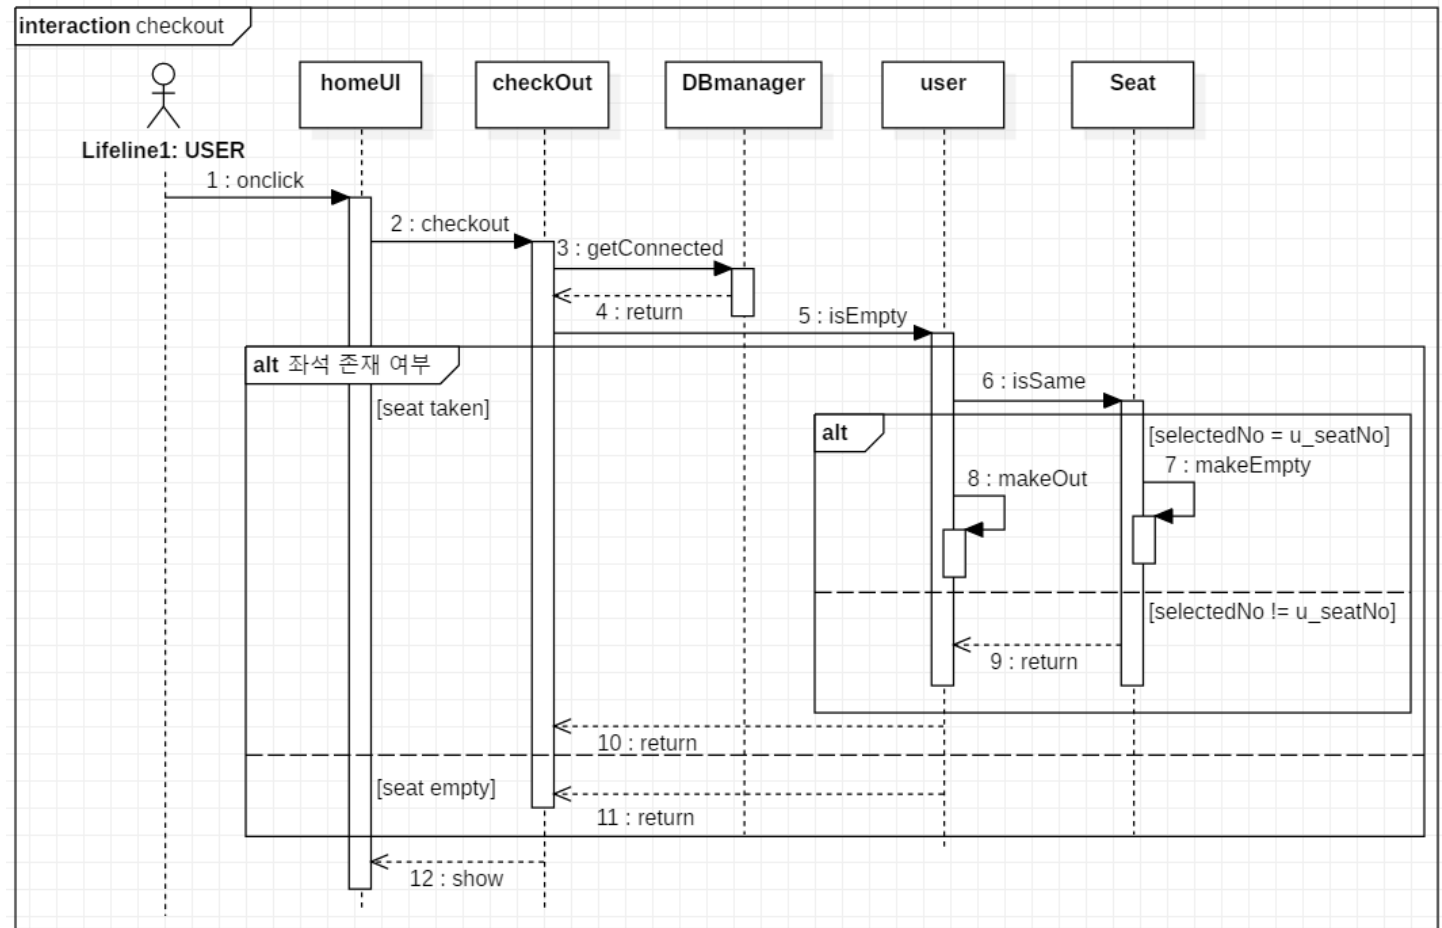 interaction checkout
homeUI
checkOut
DBmanager
user
Seat
Lifeline1: USER
1 : onclick
2 : checkout
3 : getConnected
4 : return
5 : isEmpty
alt 좌석 존재 여부
[seat taken]
6 : isSame
alt
[selectedNo = u_seatNo]
7 : makeEmpty
8 : makeOut
[selectedNo != u_seatNo]
9 : return
10 : return
[seat empty]
11 : return
12 : show